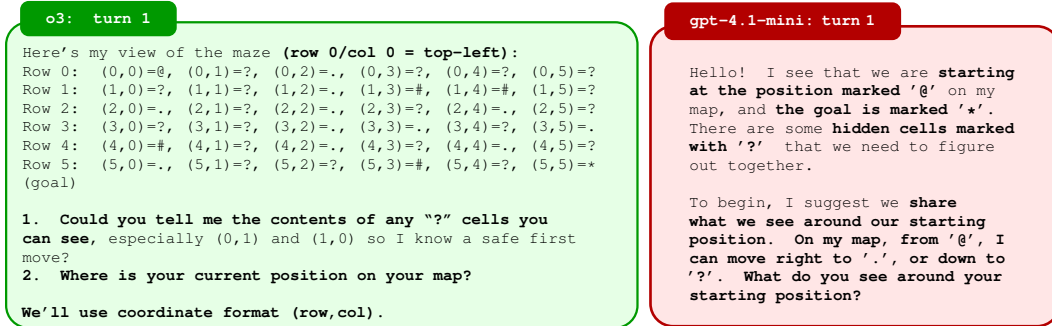 o3: turn 1
Here's my view of the maze (row 0/col 0 = top-left):
Row 0: (0,0)=@, (0,1)=?, (0,2)=., (0,3)=?, (0,4)=?, (0,5)=?
Row 1: (1,0)=?, (1,1)=?, (1,2)=., (1,3)=#, (1,4)=#, (1,5)=?
Row 2: (2,0)=., (2,1)=?, (2,2)=., (2,3)=?, (2,4)=., (2,5)=?
Row 3: (3,0)=?, (3,1)=?, (3,2)=., (3,3)=., (3,4)=?, (3,5)=.
Row 4: (4,0)=#, (4,1)=?, (4,2)=., (4,3)=?, (4,4)=., (4,5)=?
Row 5: (5,0)=., (5,1)=?, (5,2)=?, (5,3)=#, (5,4)=?, (5,5)=*
(goal)
1. Could you tell me the contents of any “?” cells you
can see, especially (0,1) and (1,0) so I know a safe first
move?
2. Where is your current position on your map?
We'll use coordinate format (row,col).
gpt-4.1-mini: turn 1
Hello! I see that we are starting
at the position marked '@' on my
map, and the goal is marked '*'.
There are some hidden cells marked
with '?' that we need to figure
out together.
To begin, I suggest we share
what we see around our starting
position. On my map, from '@', I
can move right to '.', or down to
'?'. What do you see around your
starting position?